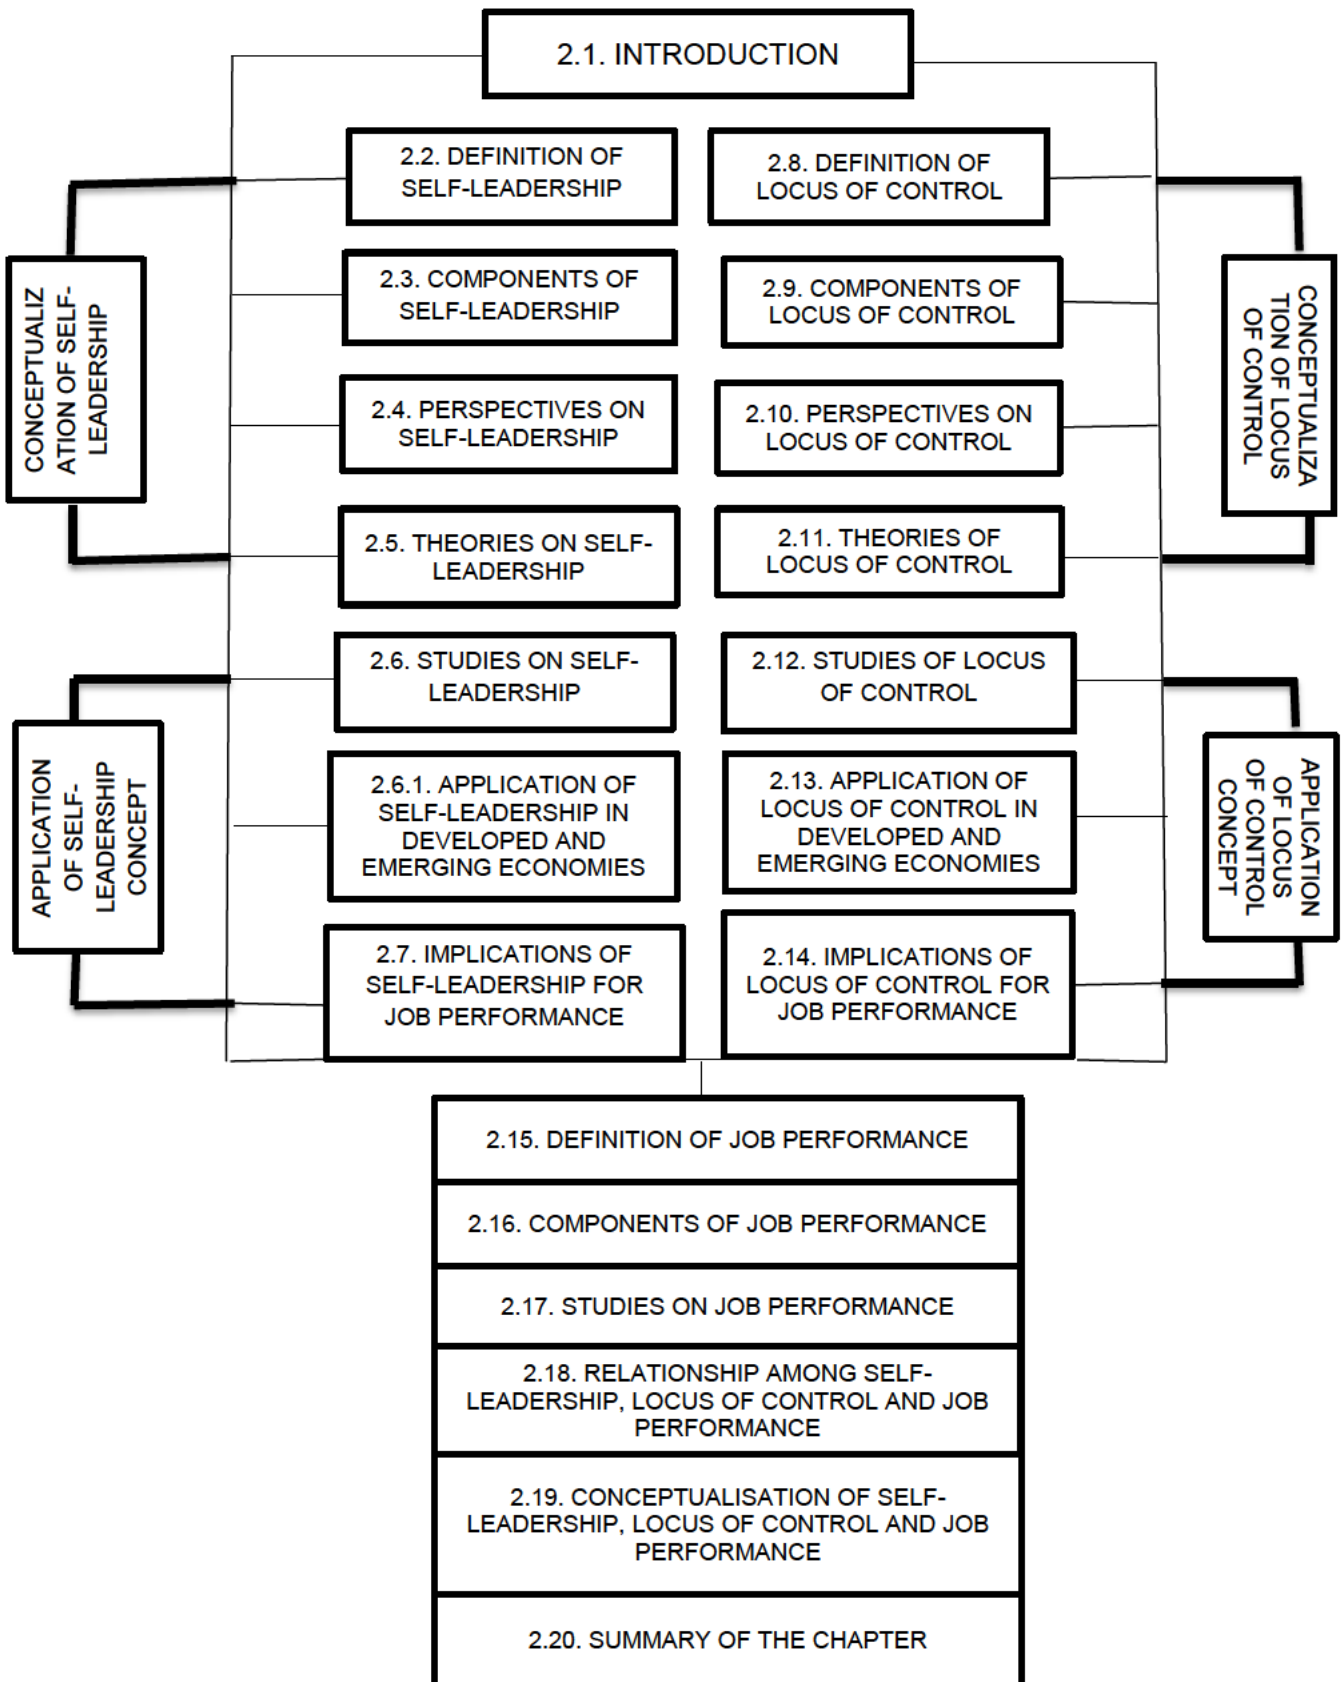 2.1. INTRODUCTION
2.2. DEFINITION OF
SELF-LEADERSHIP
2.8. DEFINITION OF
LOCUS OF CONTROL
CONCEPTUALIZ
ATION OF SELF-
LEADERSHIP
2.3. COMPONENTS OF
SELF-LEADERSHIP
2.9. COMPONENTS OF
LOCUS OF CONTROL
CONCEPTUALIZA
TION OF LOCUS
OF CONTROL
2.4. PERSPECTIVES ON
SELF-LEADERSHIP
2.10. PERSPECTIVES ON
LOCUS OF CONTROL
2.5. THEORIES ON SELF-
LEADERSHIP
2.11. THEORIES OF
LOCUS OF CONTROL
2.6. STUDIES ON SELF-
LEADERSHIP
2.12. STUDIES OF LOCUS
OF CONTROL
APPLICATION
OF SELF-
LEADERSHIP
CONCEPT
2.6.1. APPLICATION OF
SELF-LEADERSHIP IN
DEVELOPED AND
EMERGING ECONOMIES
2.13. APPLICATION OF
LOCUS OF CONTROL IN
DEVELOPED AND
EMERGING ECONOMIES
APPLICATION
OF LOCUS
OF CONTROL
CONCEPT
2.7. IMPLICATIONS OF
SELF-LEADERSHIP FOR
JOB PERFORMANCE
2.14. IMPLICATIONS OF
LOCUS OF CONTROL FOR
JOB PERFORMANCE
2.15. DEFINITION OF JOB PERFORMANCE
2.16. COMPONENTS OF JOB PERFORMANCE
2.17. STUDIES ON JOB PERFORMANCE
2.18. RELATIONSHIP AMONG SELF-
LEADERSHIP, LOCUS OF CONTROL AND JOB
PERFORMANCE
2.19. CONCEPTUALISATION OF SELF-
LEADERSHIP, LOCUS OF CONTROL AND JOB
PERFORMANCE
2.20. SUMMARY OF THE CHAPTER